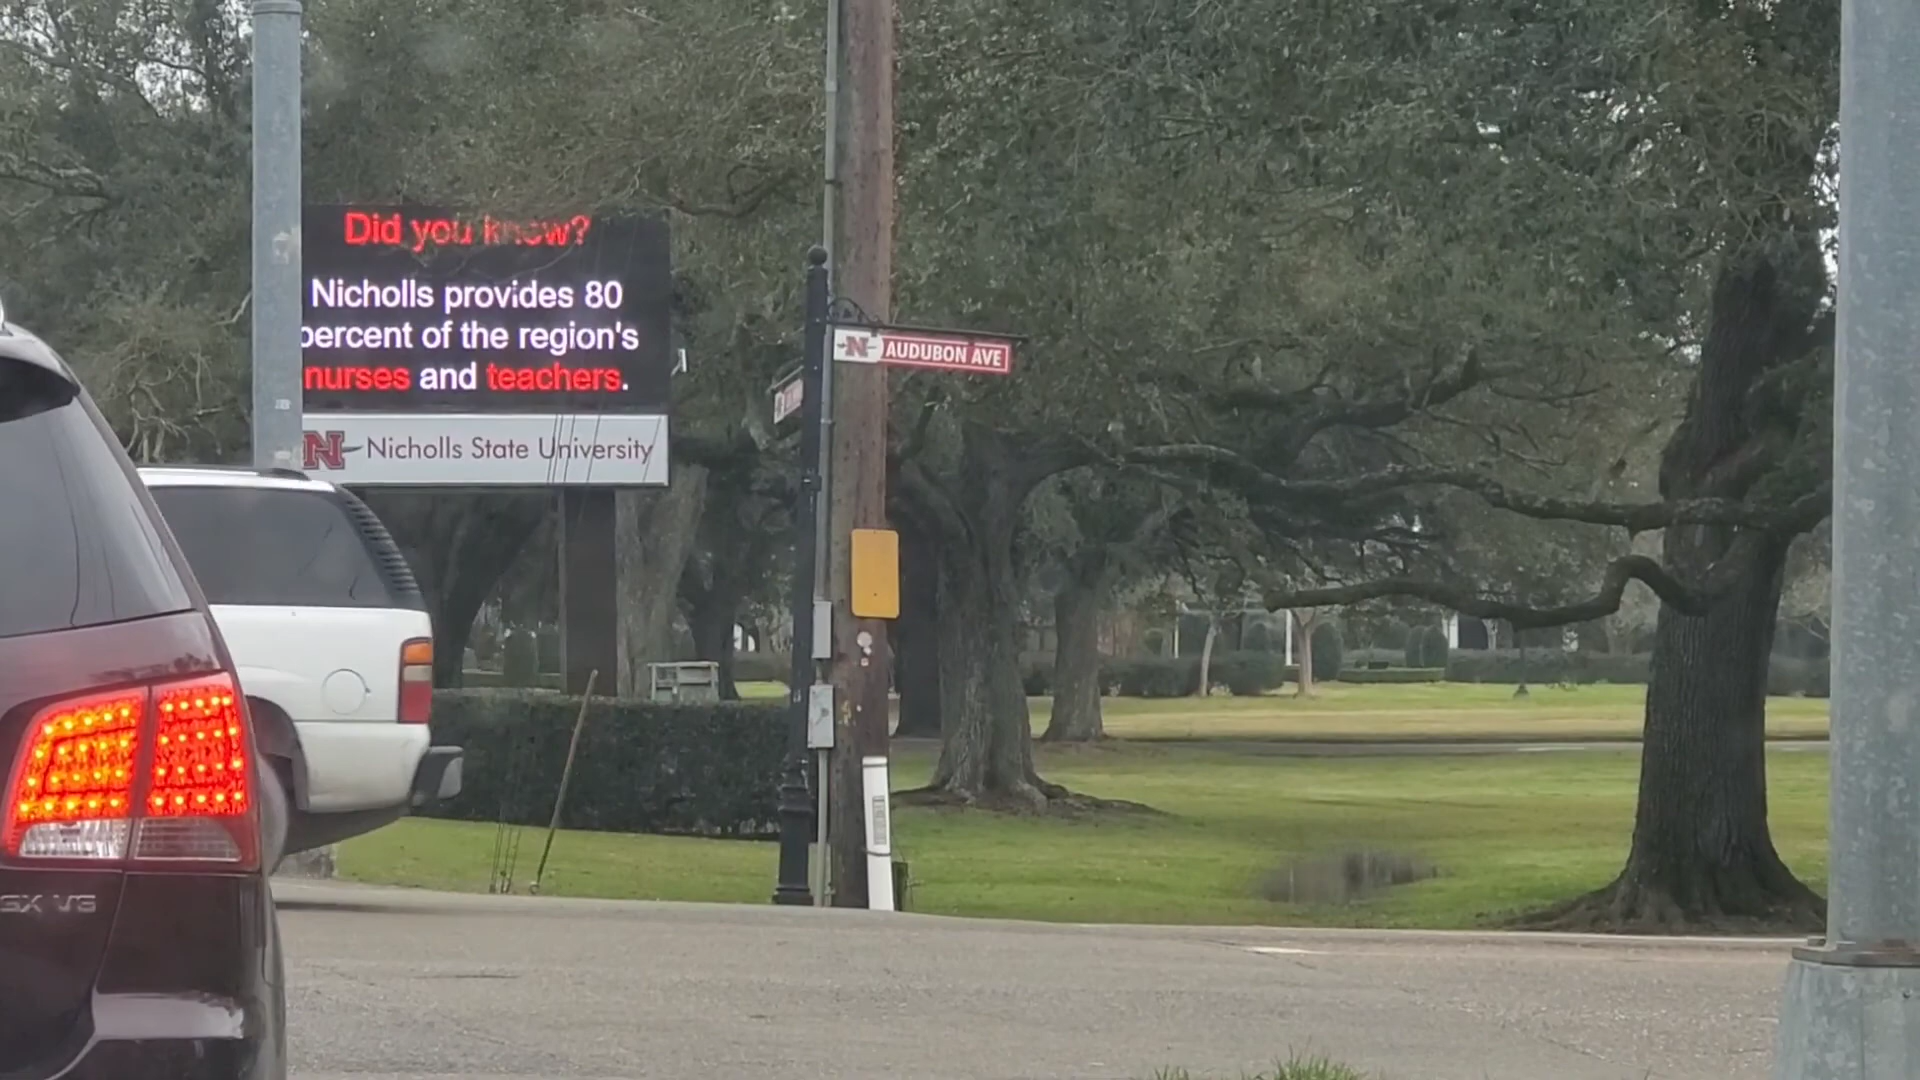 Did you know?
Nicholls provides 80
percent of the region's
nurses and teachers.
N Nicholls State University
N AUDUBON AVE
SX V6